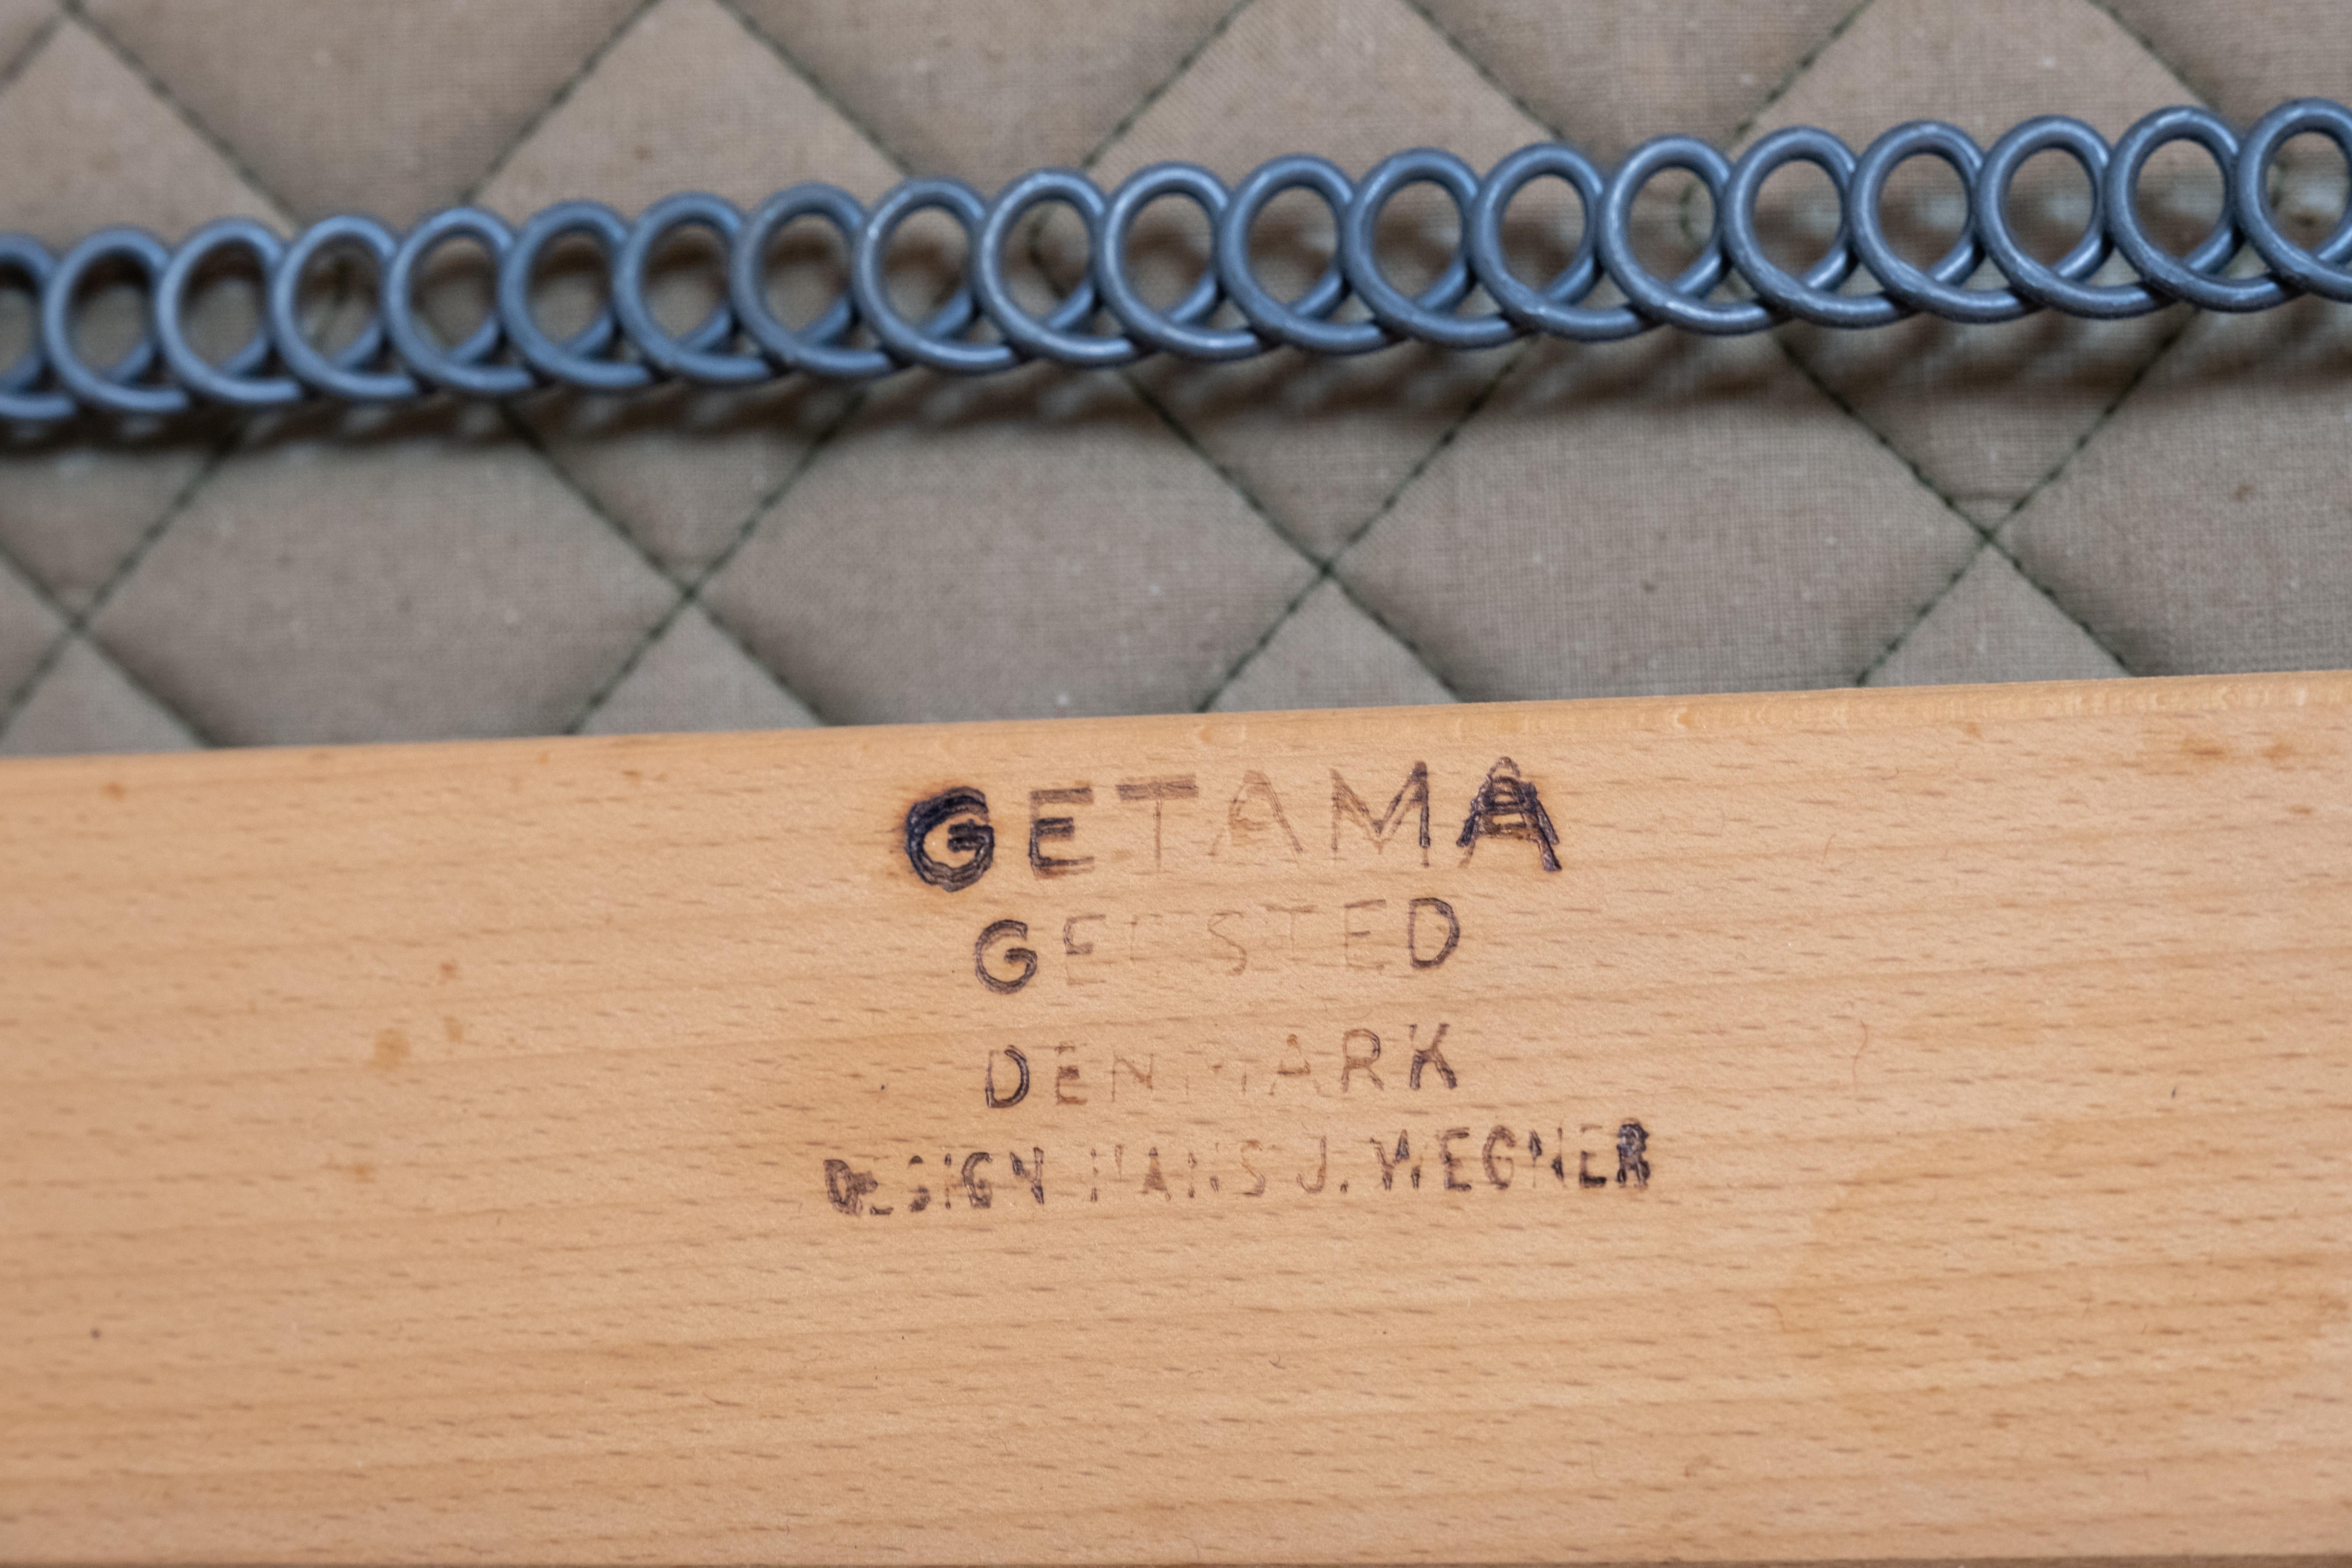 GETAMA
GEDSTED
DENMARK
DESIGN HANS J. WEGNER